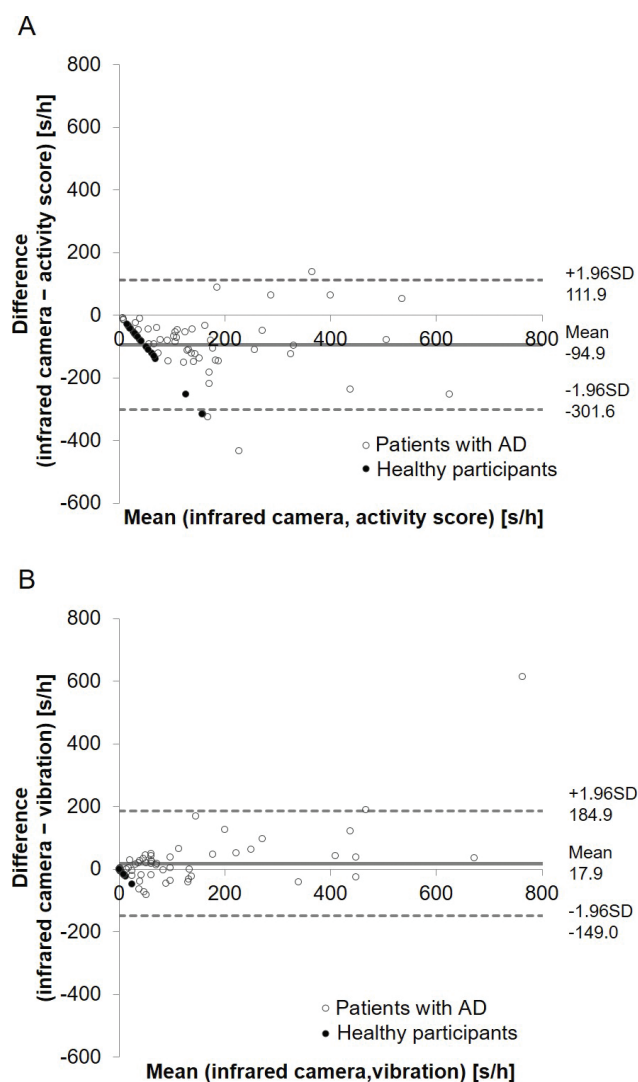 A
800
600
400
200
0
-200
-400
-600
0
200
400
600
800
Difference
(infrared camera − activity score) [s/h]
+1.96SD
111.9
Mean
-94.9
-1.96SD
-301.6
Patients with AD
Healthy participants
Mean (infrared camera, activity score) [s/h]
B
800
600
400
200
0
-200
-400
-600
0
200
400
600
800
Difference
(infrared camera − vibration) [s/h]
+1.96SD
184.9
Mean
17.9
-1.96SD
-149.0
Patients with AD
Healthy participants
Mean (infrared camera,vibration) [s/h]